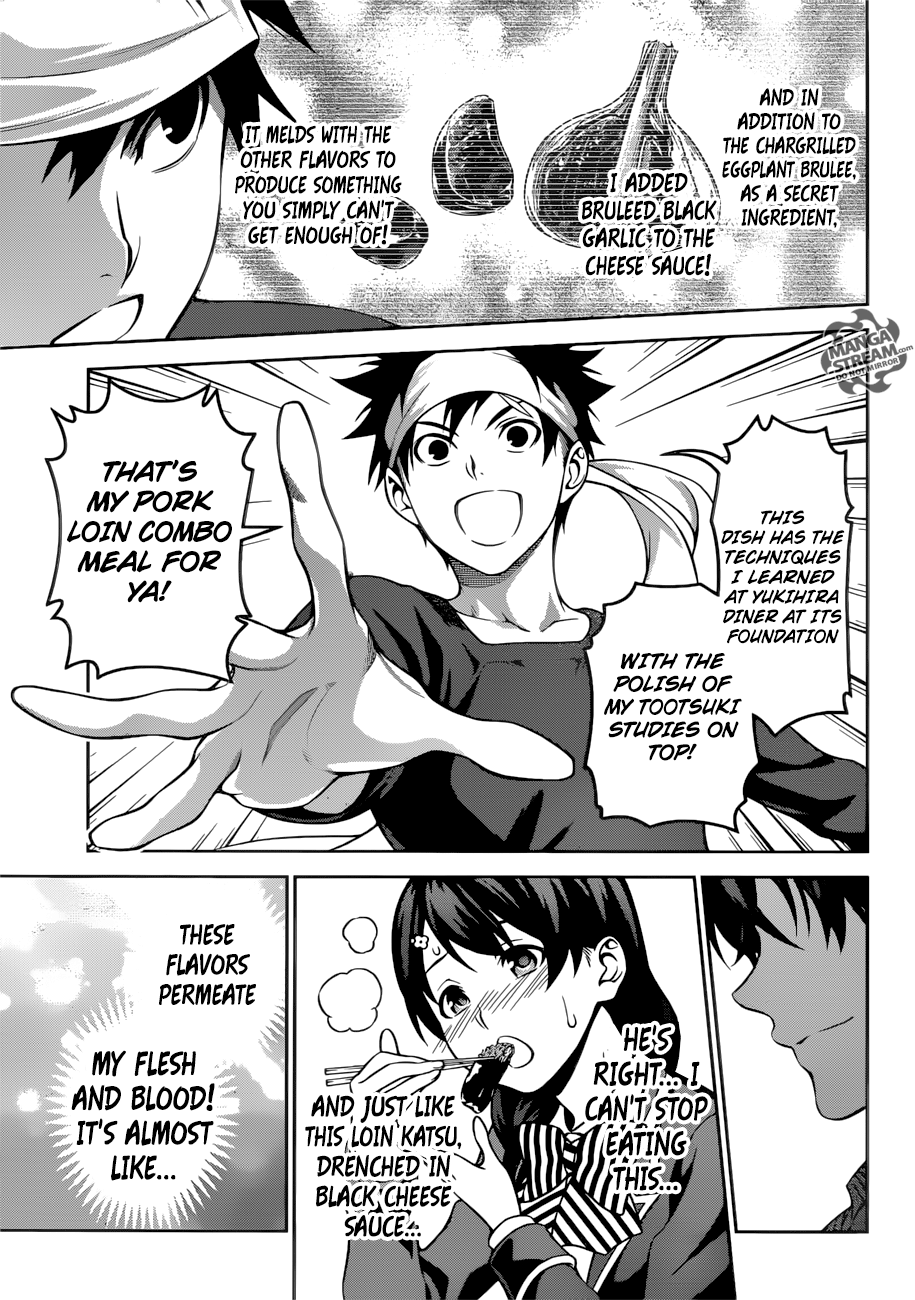 AND IN
ADDITION TO
THE CHARGRILLED
EGGPLANT BRULEE,
AS A SECRET
INGREDIENT,
I ADDED
BRULEED BLACK
GARLIC TO THE
CHEESE SAUCE!
IT MELDS WITH THE
OTHER FLAVORS TO
PRODUCE SOMETHING
YOU SIMPLY CAN'T
GET ENOUGH OF!
MANGA
STREAM.com
DO NOT MIRROR
THIS
DISH HAS THE
TECHNIQUES
I LEARNED
AT YUKIHIRA
DINER AT ITS
FOUNDATION
WITH THE
POLISH OF
MY TOOTSUKI
STUDIES ON
TOP!
THAT'S
MY PORK
LOIN COMBO
MEAL FOR
YA!
HE'S
RIGHT... I
CAN'T STOP
EATING
THIS...
AND JUST LIKE
THIS LOIN KATSU,
DRENCHED IN
BLACK CHEESE
SAUCE...
THESE
FLAVORS
PERMEATE
MY FLESH
AND BLOOD!
IT'S ALMOST
LIKE...